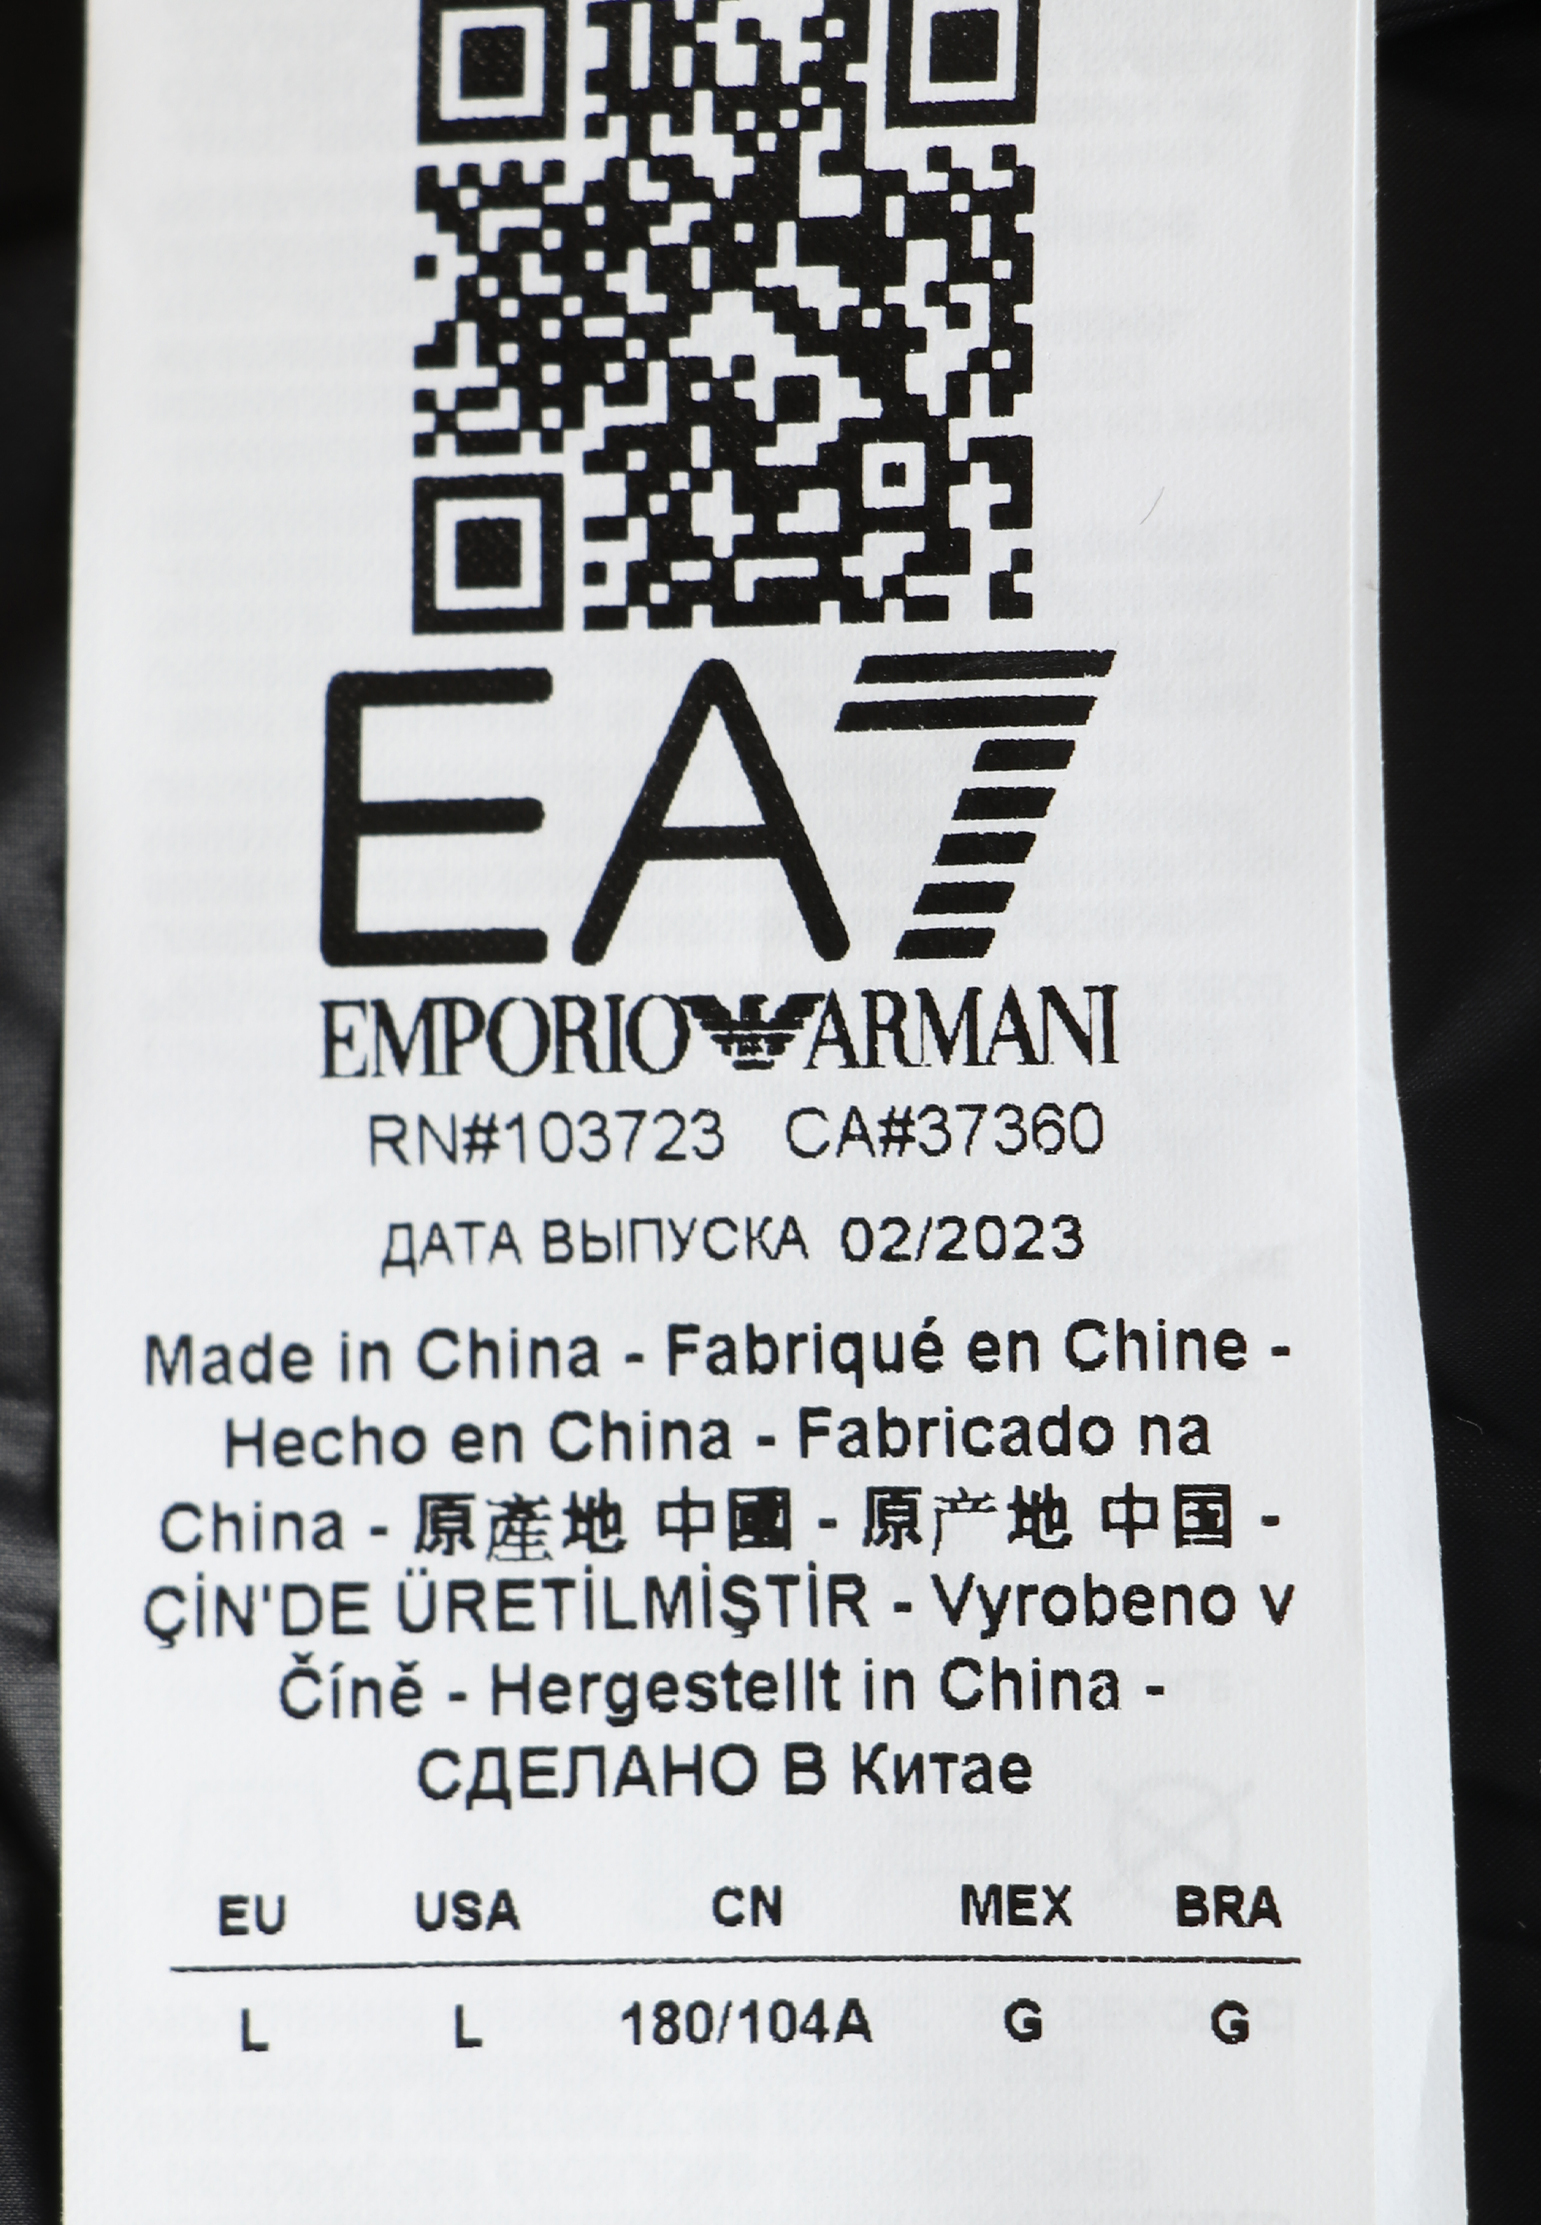 EA7
EMPORIO ARMANI
RN#103723 CA#37360
ДАТА ВЫПУСКА 02/2023
Made in China - Fabriqué en Chine -
Hecho en China - Fabricado na
China - 原產地 中國 - 原产地 中国 -
ÇİN'DE ÜRETİLMİŞTİR - Vyrobeno v
Číně - Hergestellt in China -
СДЕЛАНО В Китае
EU USA CN MEX BRA
L L 180/104A G G